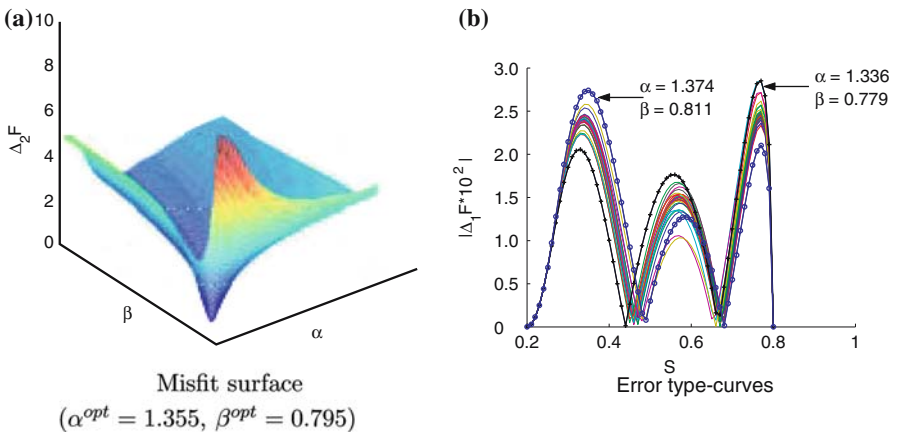 (a)
10
8
6
4
2
0
Δ₂F
β
α
Misfit surface
(α^{opt} = 1.355, β^{opt} = 0.795)
(b)
3.0
2.5
2.0
1.5
1.0
0.5
0
|Δ₁F*10² |
α = 1.374
β = 0.811
α = 1.336
β = 0.779
0.2 0.4 0.6 0.8 1
S
Error type-curves